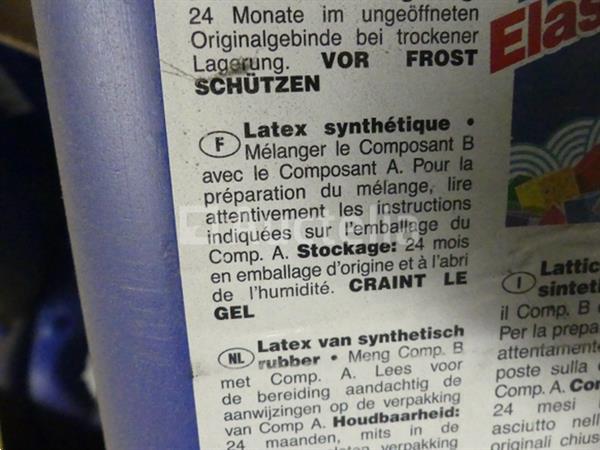 24 Monate im ungeöffneten
Originalgebinde bei trockener
Lagerung. VOR FROST
SCHÜTZEN
Elas
F Latex synthétique •
Mélanger le Composant B
avec le Composant A. Pour la
préparation du mélange, lire
attentivement les instructions
indiquées sur l'emballage du
Comp. A. Stockage: 24 mois
en emballage d'origine et à l'abri
de l'humidité. CRAINT LE
GEL
NL Latex van synthetisch
rubber • Meng Comp. B
met Comp. A. Lees voor
de bereiding aandachtig de
aanwijzingen op de verpakking
van Comp A. Houdbaarheid:
24 maanden, mits in de
verpakking
I Lattic
sinteti
il Comp. B
Per la prepa
attentamente
poste sulla
Comp. A. Con
24 mesi
asciutto nell
originali chius